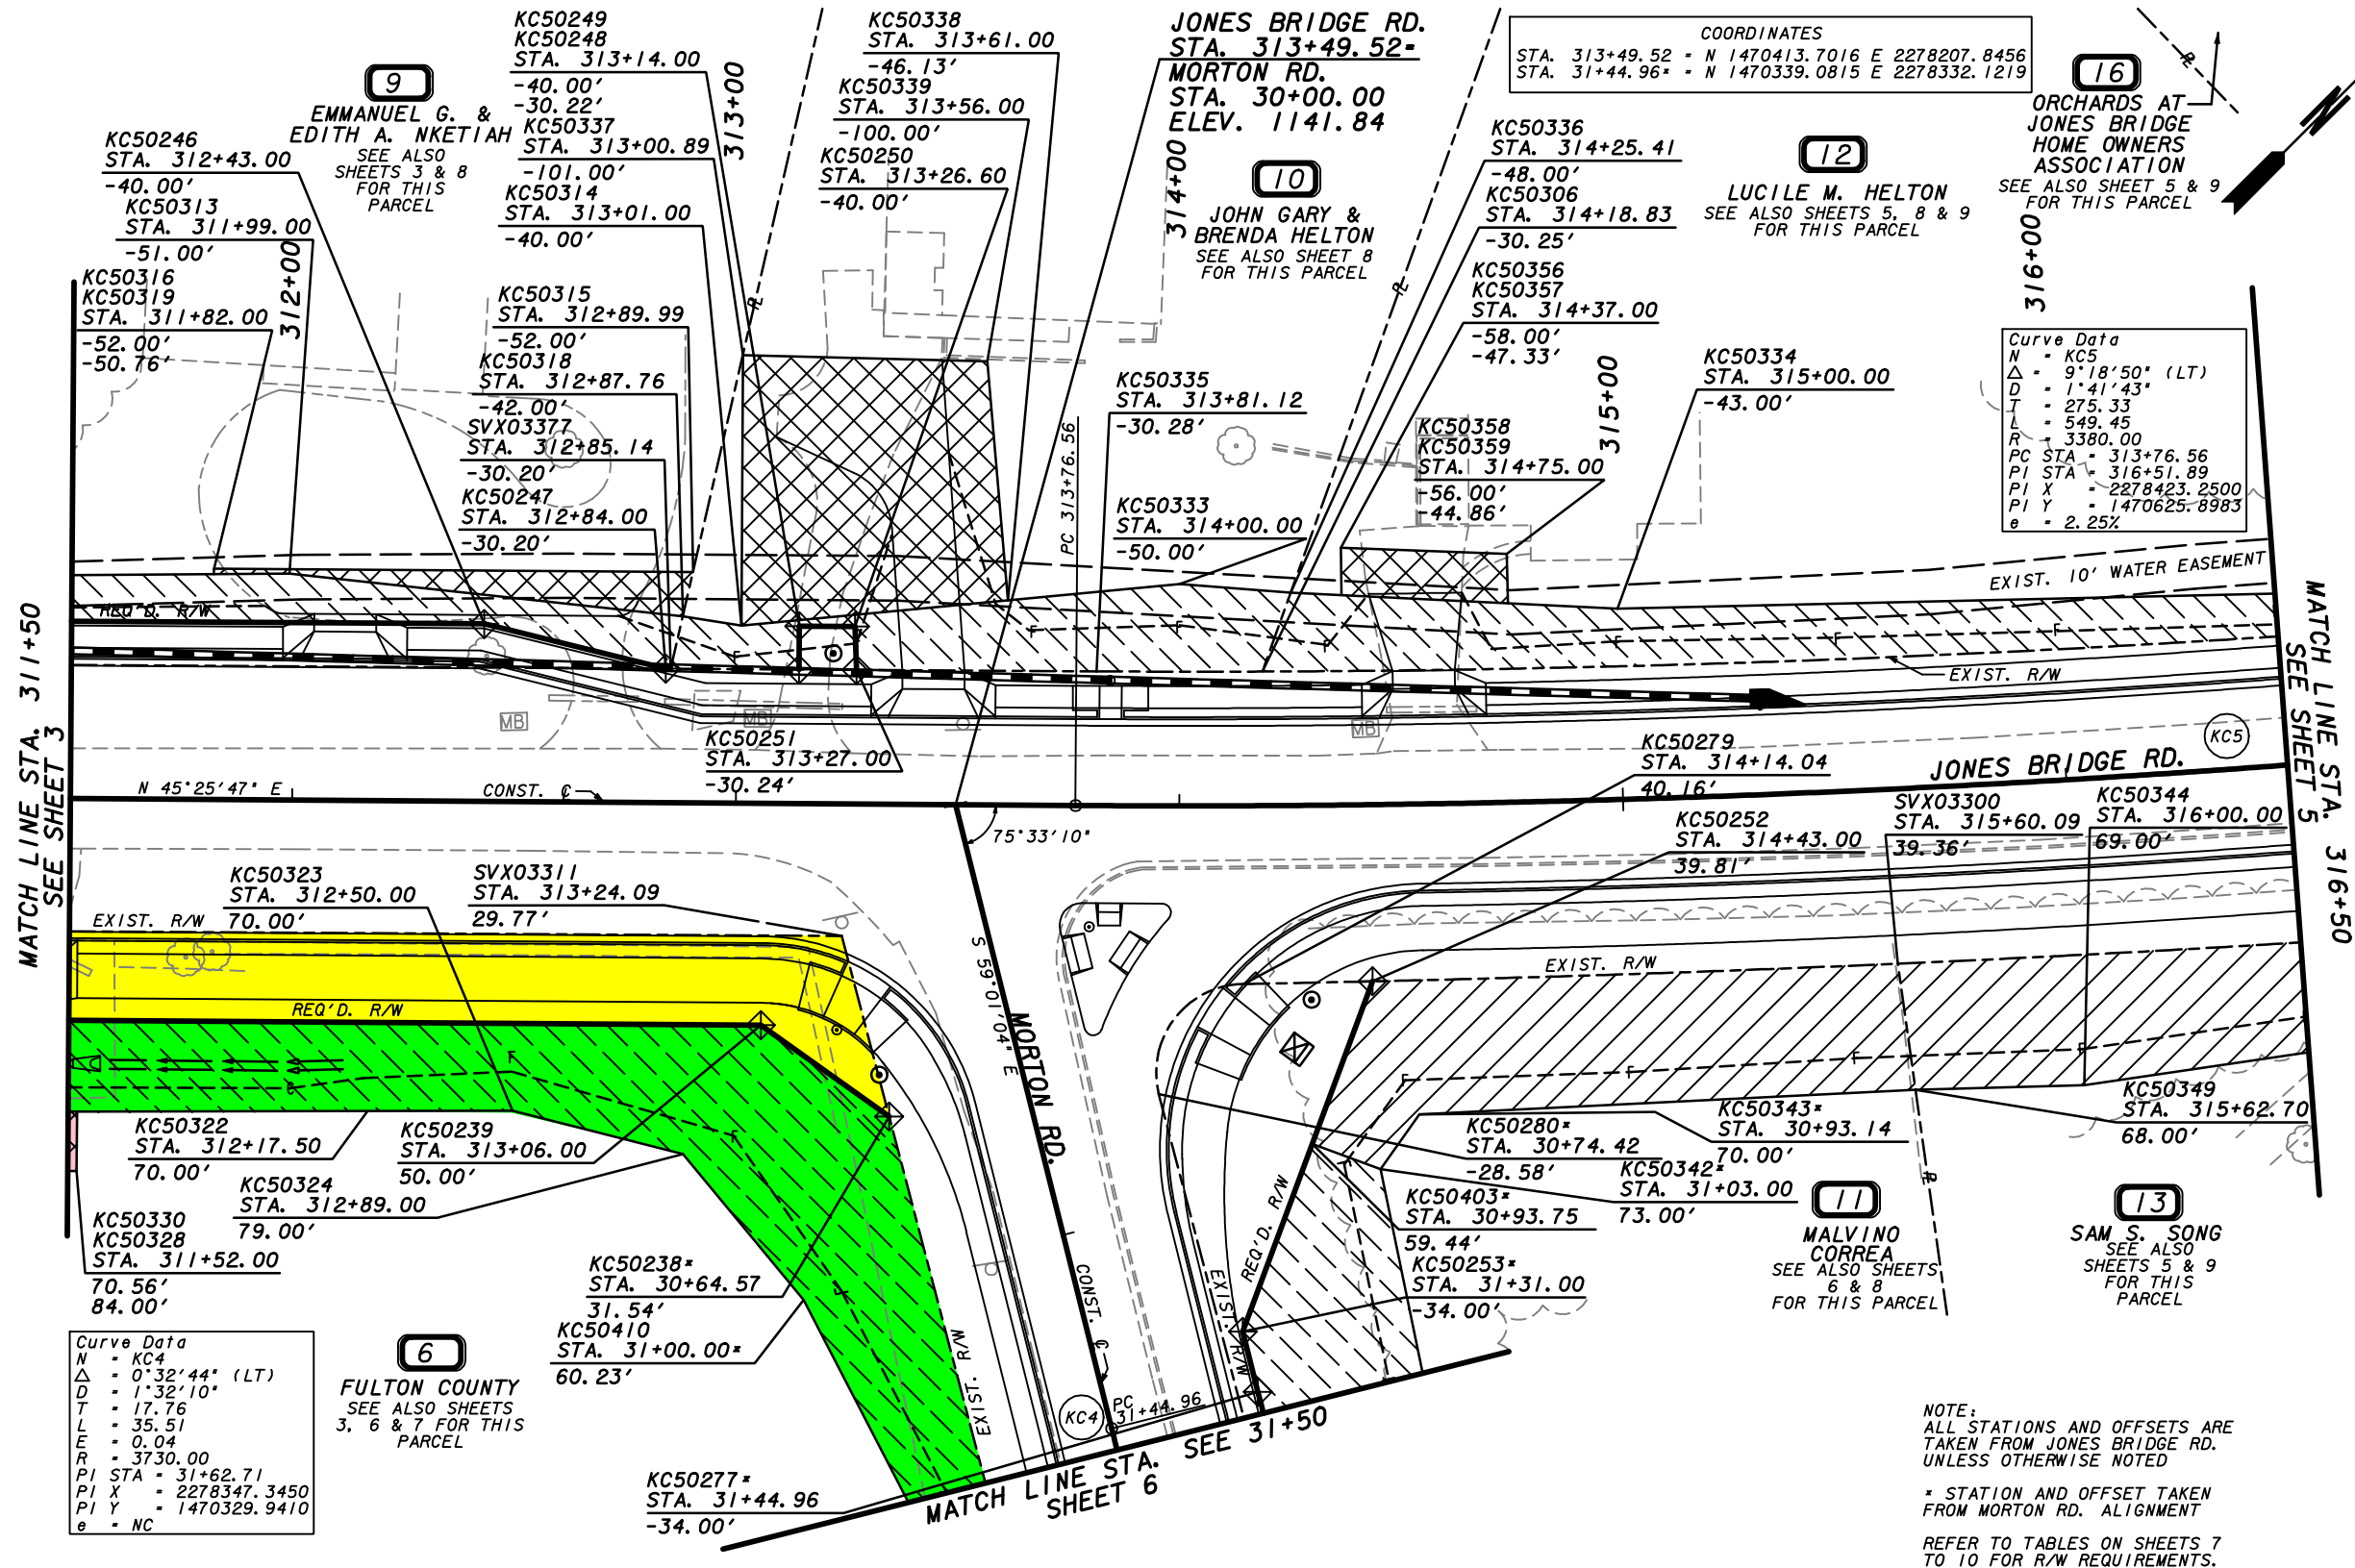 KC50249
KC50248
STA. 313+14.00
-40.00'
-30.22'
KC50337
STA. 313+00.89
-101.00'
KC50314
STA. 313+01.00
-40.00'
KC50315
STA. 312+89.99
-52.00'
KC50318
STA. 312+87.76
-42.00'
SVX03377
STA. 312+85.14
-30.20'
KC50247
STA. 312+84.00
-30.20'
9
EMMANUEL G. &
EDITH A. NKETIAH
SEE ALSO
SHEETS 3 & 8
FOR THIS
PARCEL
KC50246
STA. 312+43.00
-40.00'
KC50313
STA. 311+99.00
-51.00'
KC50316
KC50319
STA. 311+82.00
-52.00'
-50.76'
312+00
313+00
KC50338
STA. 313+61.00
-46.13'
KC50339
STA. 313+56.00
-100.00'
KC50250
STA. 313+26.60
-40.00'
JONES BRIDGE RD.
STA. 313+49.52=
MORTON RD.
STA. 30+00.00
ELEV. 1141.84
314+00
10
JOHN GARY &
BRENDA HELTON
SEE ALSO SHEET 8
FOR THIS PARCEL
COORDINATES
STA. 313+49.52 = N 1470413.7016 E 2278207.8456
STA. 31+44.96* = N 1470339.0815 E 2278332.1219
KC50336
STA. 314+25.41
-48.00'
KC50306
STA. 314+18.83
-30.25'
KC50356
KC50357
STA. 314+37.00
-58.00'
-47.33'
12
LUCILE M. HELTON
SEE ALSO SHEETS 5, 8 & 9
FOR THIS PARCEL
16
ORCHARDS AT
JONES BRIDGE
HOME OWNERS
ASSOCIATION
SEE ALSO SHEET 5 & 9
FOR THIS PARCEL
PL
N
316+00
315+00
KC50334
STA. 315+00.00
-43.00'
Curve Data
N = KC5
Δ = 9°18'50" (LT)
D = 1°41'43"
T = 275.33
L = 549.45
R = 3380.00
PC STA = 313+76.56
PI STA = 316+51.89
PI X = 2278423.2500
PI Y = 1470625.8983
e = 2.25%
KC50335
STA. 313+81.12
-30.28'
PC 313+76.56
KC50333
STA. 314+00.00
-50.00'
KC50358
KC50359
STA. 314+75.00
-56.00'
-44.86'
PL
PL
EXIST. 10' WATER EASEMENT
REQ'D. R/W
EXIST. R/W
F
F
F
F
F
F
F
MATCH LINE STA. 311+50
SEE SHEET 3
MATCH LINE STA. 316+50
SEE SHEET 5
MB
MB
MB
KC50251
STA. 313+27.00
-30.24'
N 45°25'47" E
CONST. CL
JONES BRIDGE RD.
KC5
75°33'10"
KC50279
STA. 314+14.04
40.16'
KC50252
STA. 314+43.00
39.81'
SVX03300
STA. 315+60.09
39.36'
KC50344
STA. 316+00.00
69.00'
KC50323
STA. 312+50.00
70.00'
SVX03311
STA. 313+24.09
29.77'
EXIST. R/W
REQ'D. R/W
S 59°01'04" E
MORTON RD.
EXIST. R/W
F
C
F
F
F
F
F
F
KC50322
STA. 312+17.50
70.00'
KC50239
STA. 313+06.00
50.00'
KC50324
STA. 312+89.00
79.00'
KC50330
KC50328
STA. 311+52.00
70.56'
84.00'
KC50238*
STA. 30+64.57
31.54'
KC50410
STA. 31+00.00*
60.23'
KC50280*
STA. 30+74.42
-28.58'
KC50343*
STA. 30+93.14
70.00'
KC50342*
STA. 31+03.00
73.00'
KC50403*
STA. 30+93.75
59.44'
KC50253*
STA. 31+31.00
-34.00'
KC50349
STA. 315+62.70
68.00'
REQ'D. R/W
EXIST. R/W
CONST. CL
EXIST. R/W
PL
11
MALVINO
CORREA
SEE ALSO SHEETS
6 & 8
FOR THIS PARCEL
13
SAM S. SONG
SEE ALSO
SHEETS 5 & 9
FOR THIS
PARCEL
Curve Data
N = KC4
Δ = 0°32'44" (LT)
D = 1°32'10"
T = 17.76
L = 35.51
E = 0.04
R = 3730.00
PI STA = 31+62.71
PI X = 2278347.3450
PI Y = 1470329.9410
e = NC
6
FULTON COUNTY
SEE ALSO SHEETS
3, 6 & 7 FOR THIS
PARCEL
KC4
PC
31+44.96
KC50277*
STA. 31+44.96
-34.00'
MATCH LINE STA. SEE 31+50
SHEET 6
NOTE:
ALL STATIONS AND OFFSETS ARE
TAKEN FROM JONES BRIDGE RD.
UNLESS OTHERWISE NOTED
* STATION AND OFFSET TAKEN
FROM MORTON RD. ALIGNMENT
REFER TO TABLES ON SHEETS 7
TO 10 FOR R/W REQUIREMENTS.